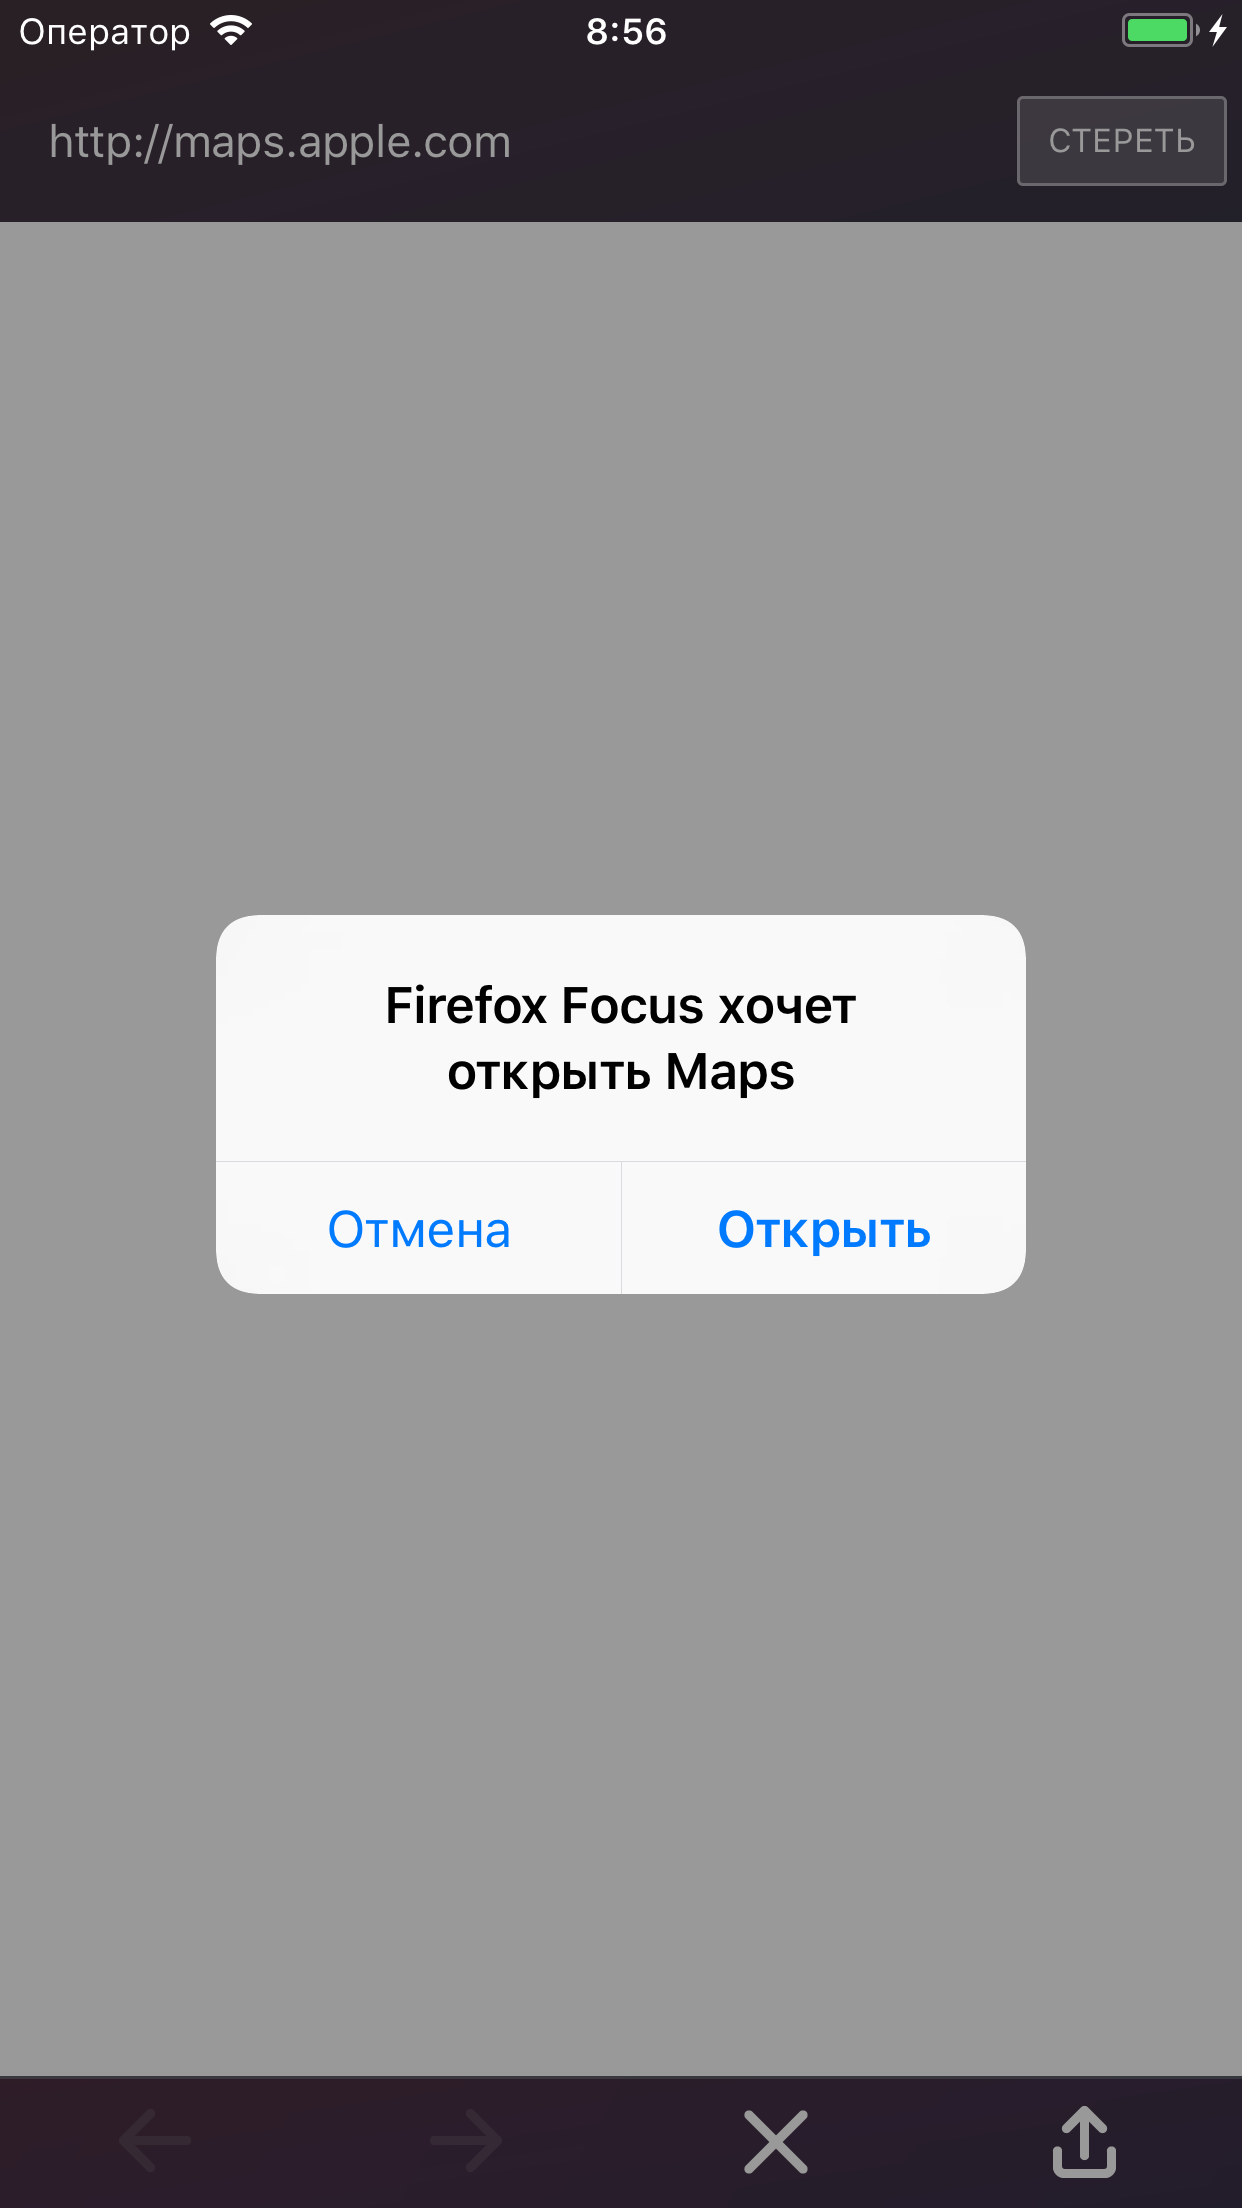 Оператор 8:56
http://maps.apple.com СТЕРЕТЬ
Firefox Focus хочет
открыть Maps
Отмена Открыть